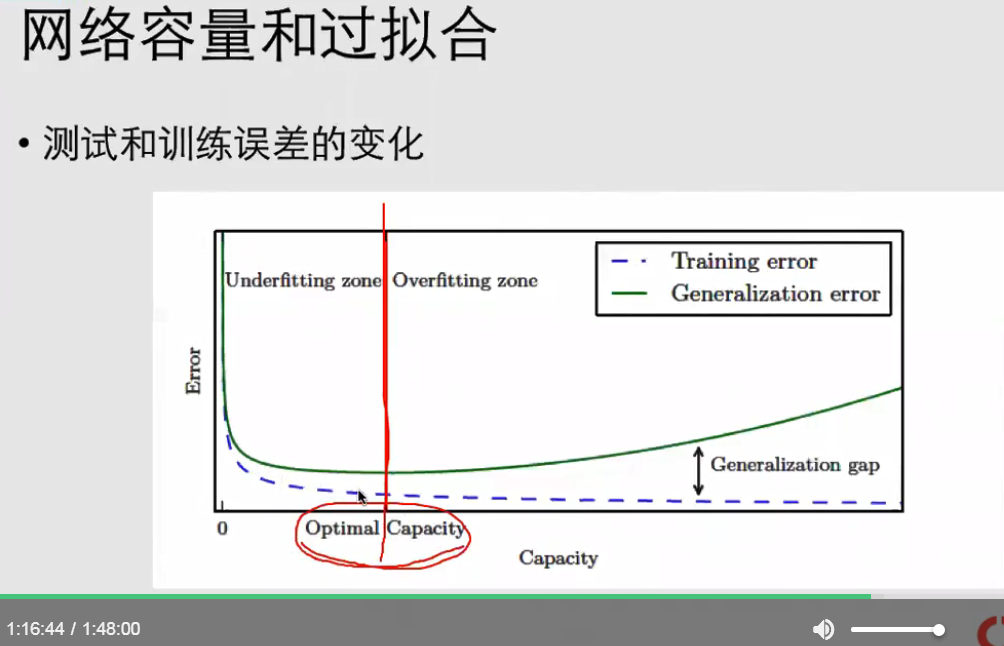 网络容量和过拟合
• 测试和训练误差的变化
Training error
Underfitting zone Overfitting zone
Generalization error
Error
Generalization gap
0 Optimal Capacity
Capacity
1:16:44 / 1:48:00